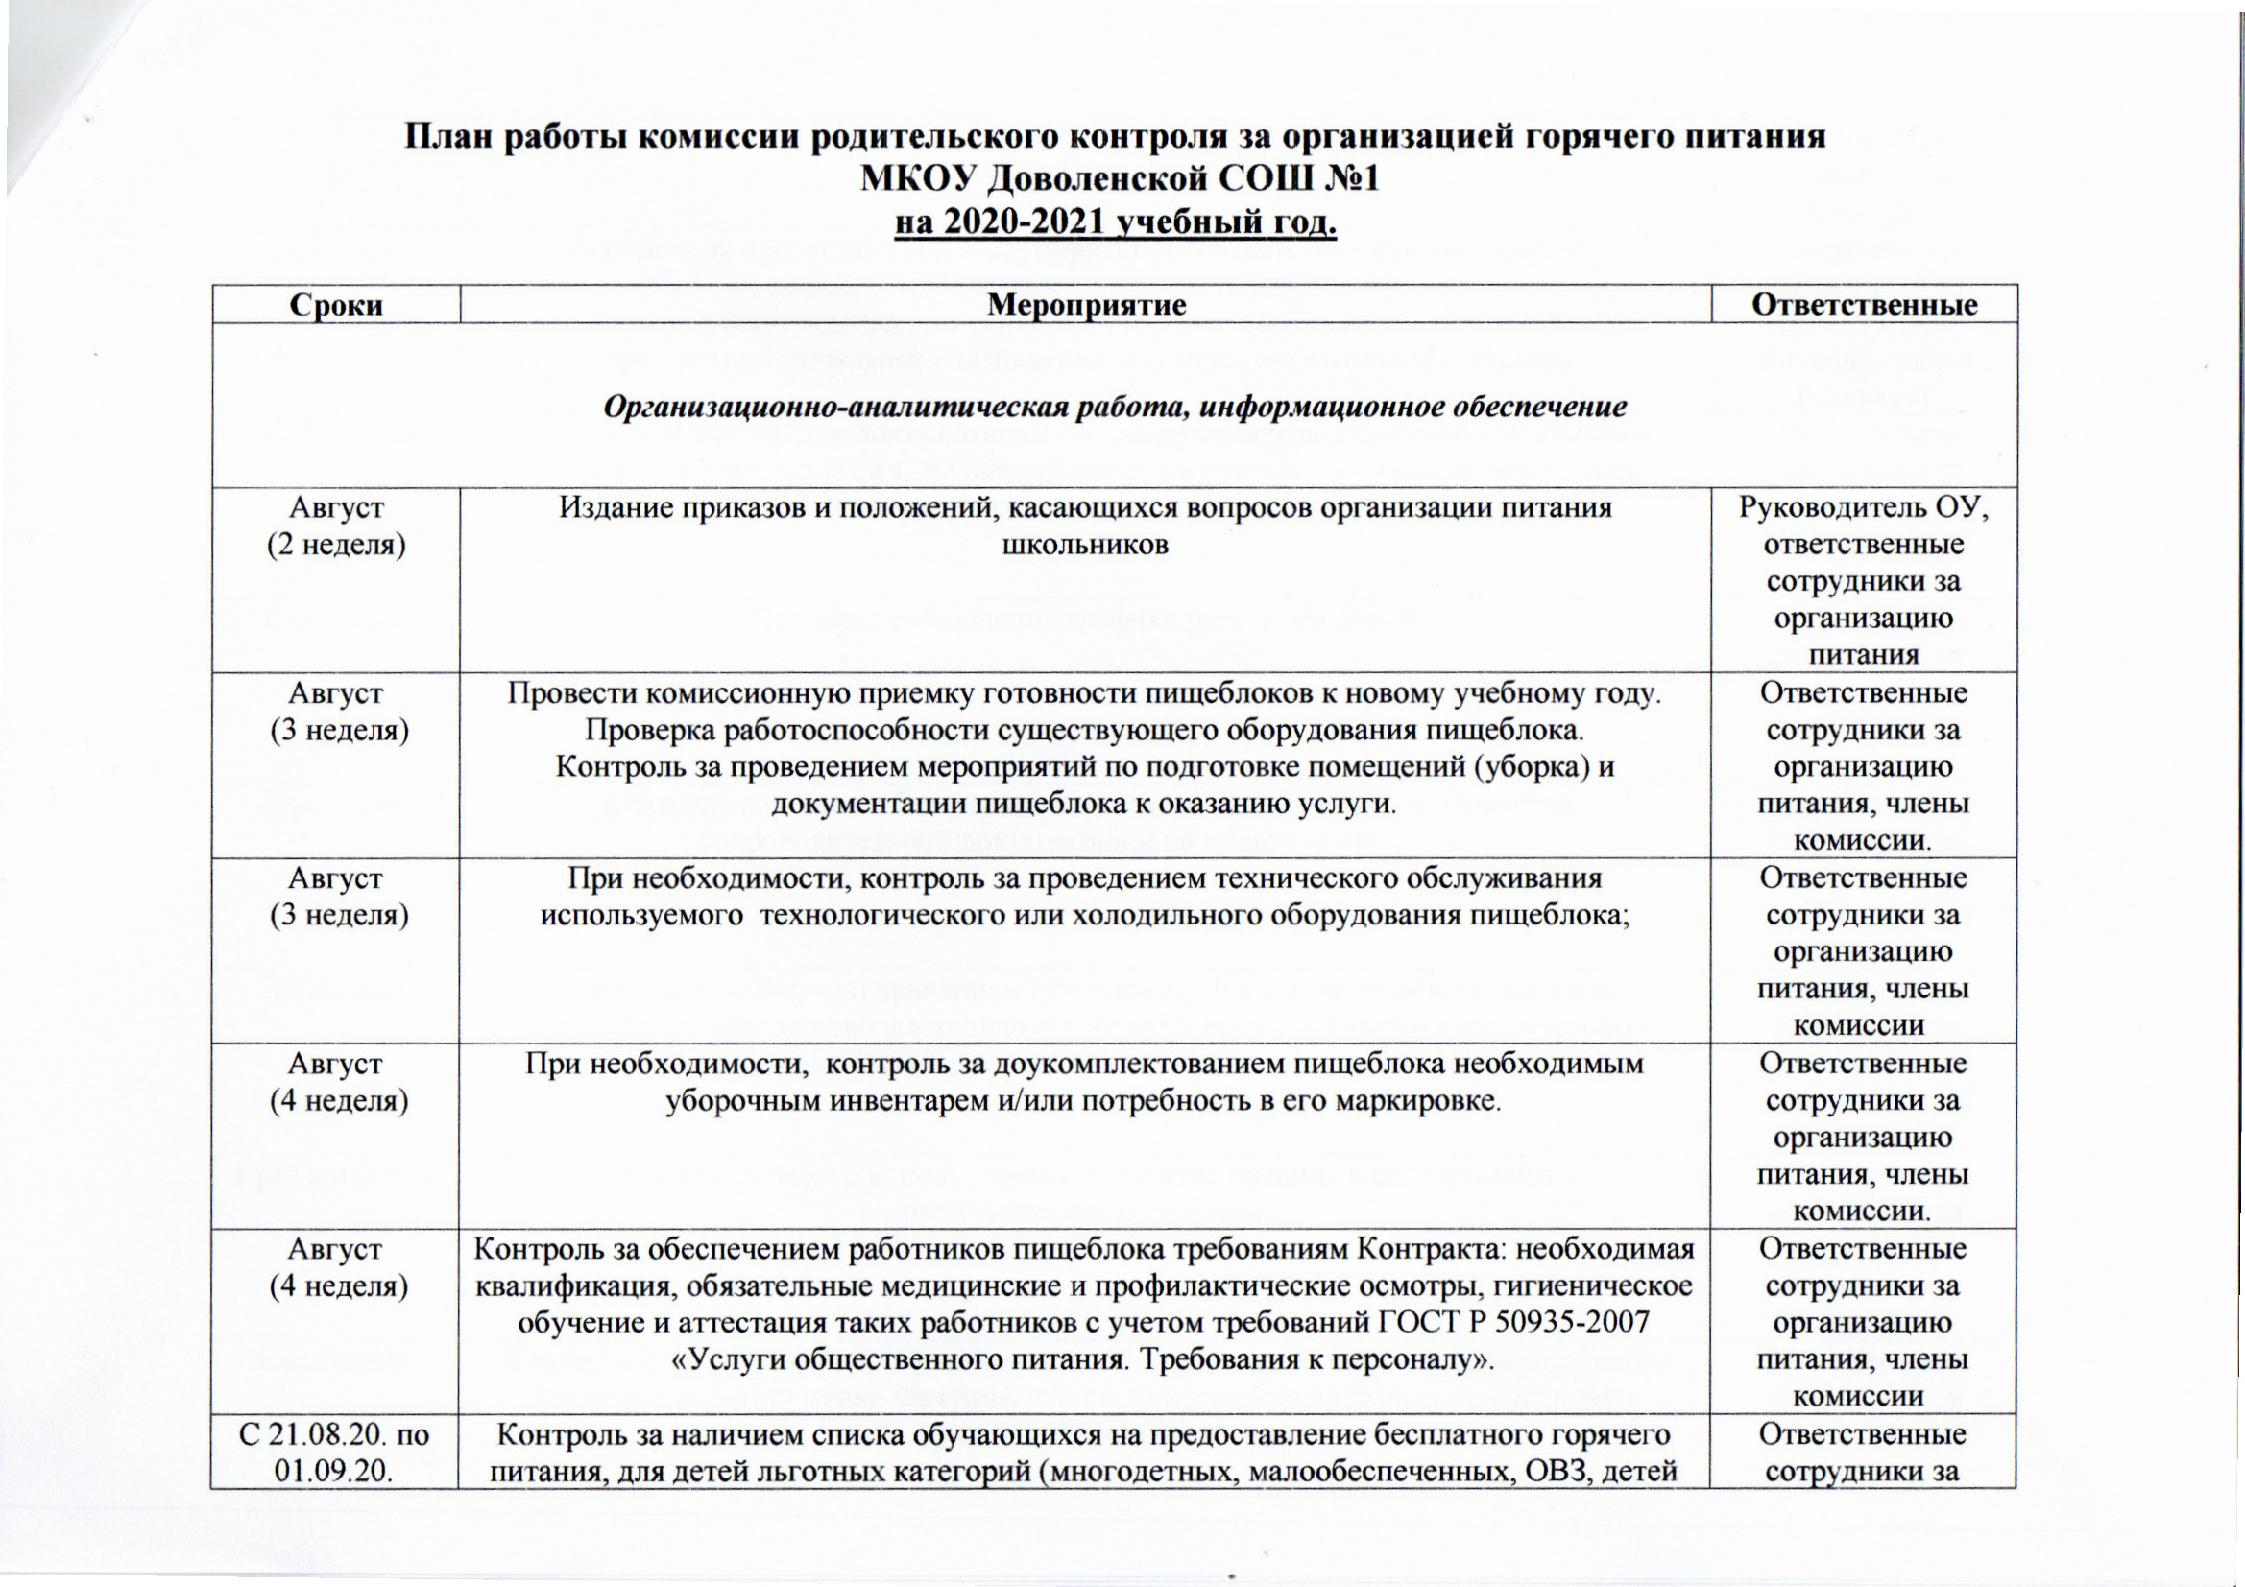 План работы комиссии родительского контроля за организацией горячего питания
МКОУ Доволенской СОШ №1
на 2020-2021 учебный год.
Сроки Мероприятие Ответственные
Организационно-аналитическая работа, информационное обеспечение
Август
(2 неделя)
Издание приказов и положений, касающихся вопросов организации питания
школьников
Руководитель ОУ,
ответственные
сотрудники за
организацию
питания
Август
(3 неделя)
Провести комиссионную приемку готовности пищеблоков к новому учебному году.
Проверка работоспособности существующего оборудования пищеблока.
Контроль за проведением мероприятий по подготовке помещений (уборка) и
документации пищеблока к оказанию услуги.
Ответственные
сотрудники за
организацию
питания, члены
комиссии.
Август
(3 неделя)
При необходимости, контроль за проведением технического обслуживания
используемого технологического или холодильного оборудования пищеблока;
Ответственные
сотрудники за
организацию
питания, члены
комиссии
Август
(4 неделя)
При необходимости, контроль за доукомплектованием пищеблока необходимым
уборочным инвентарем и/или потребность в его маркировке.
Ответственные
сотрудники за
организацию
питания, члены
комиссии.
Август
(4 неделя)
Контроль за обеспечением работников пищеблока требованиям Контракта: необходимая
квалификация, обязательные медицинские и профилактические осмотры, гигиеническое
обучение и аттестация таких работников с учетом требований ГОСТ Р 50935-2007
«Услуги общественного питания. Требования к персоналу».
Ответственные
сотрудники за
организацию
питания, члены
комиссии
С 21.08.20. по
01.09.20.
Контроль за наличием списка обучающихся на предоставление бесплатного горячего
питания, для детей льготных категорий (многодетных, малообеспеченных, ОВЗ, детей
Ответственные
сотрудники за